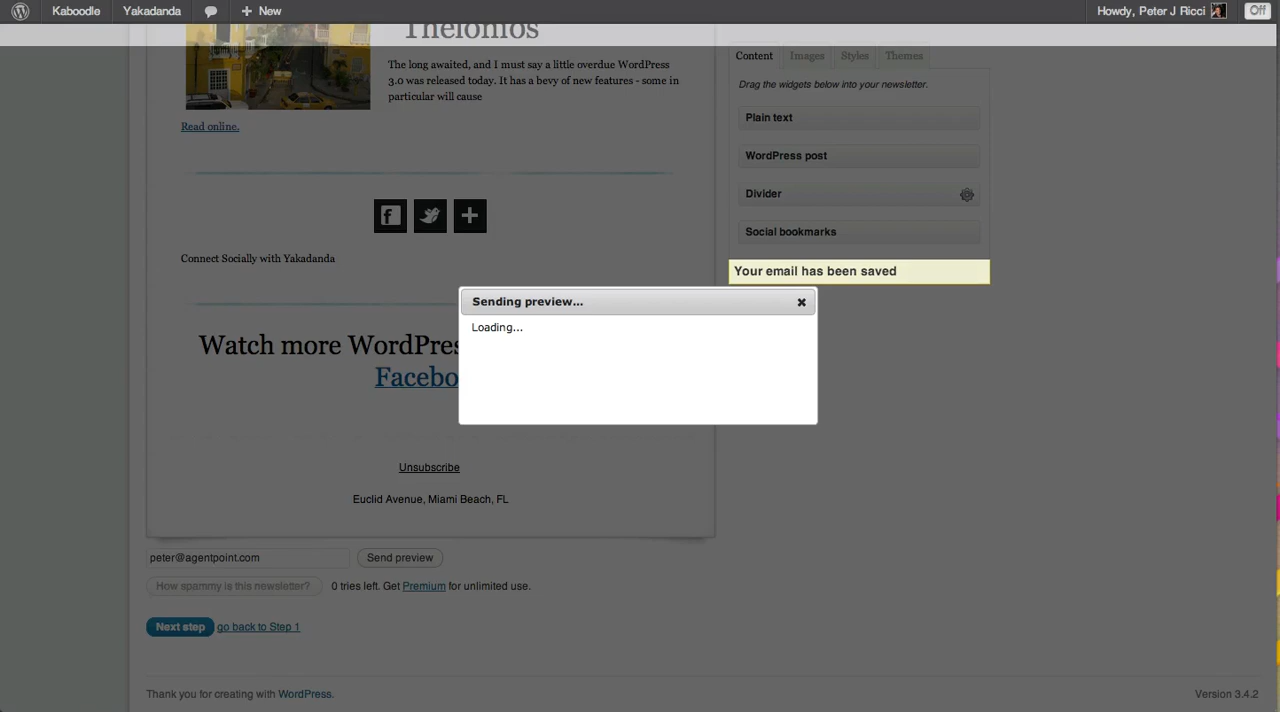 Kaboodle Yakadanda + New Howdy, Peter J Ricci Off
Thelonios
The long awaited, and I must say a little overdue WordPress
3.0 was released today. It has a bevy of new features - some in
particular will cause
Read online.
Connect Socially with Yakadanda
Watch more WordPres
Facebo
Unsubscribe
Euclid Avenue, Miami Beach, FL
Content Images Styles Themes
Drag the widgets below into your newsletter.
Plain text
WordPress post
Divider
Social bookmarks
Your email has been saved
Sending preview...
Loading...
peter@agentpoint.com Send preview
How spammy is this newsletter? 0 tries left. Get Premium for unlimited use.
Next step go back to Step 1
Thank you for creating with WordPress. Version 3.4.2